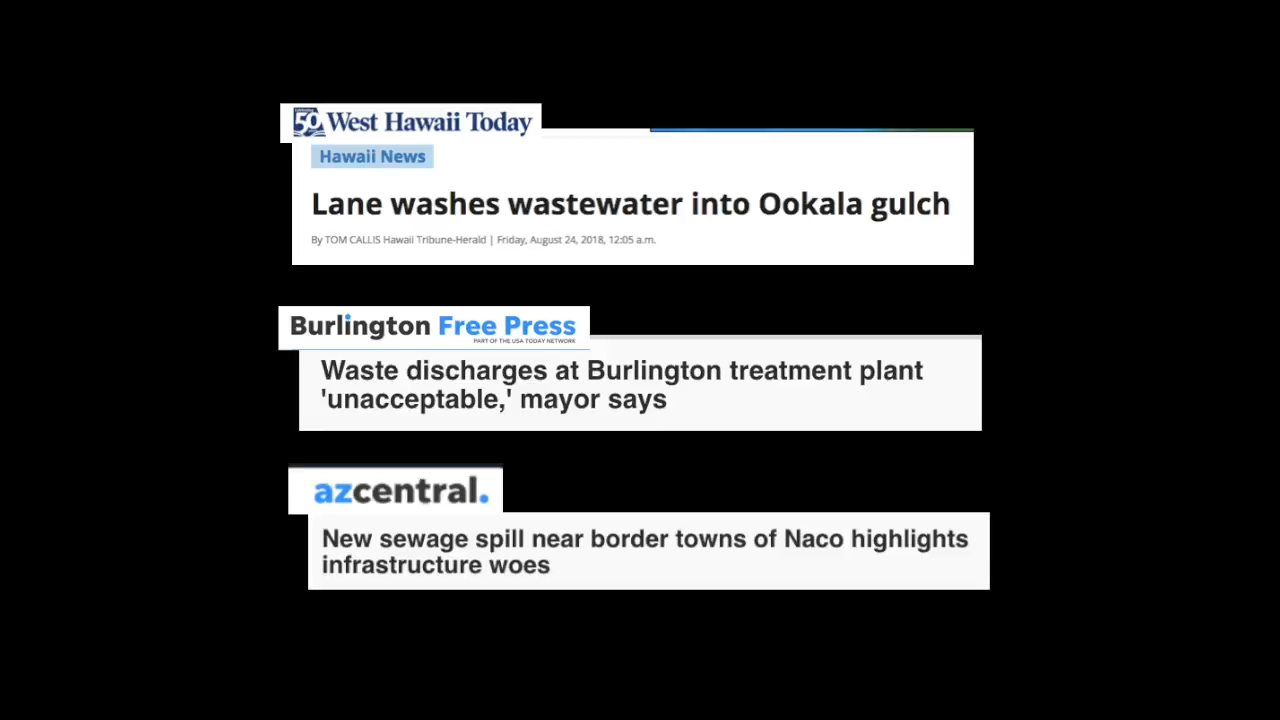 50 West Hawaii Today
Hawaii News
Lane washes wastewater into Ookala gulch
By TOM CALLIS Hawaii Tribune-Herald | Friday, August 24, 2018, 12:05 a.m.
Burlington Free Press
PART OF THE USA TODAY NETWORK
Waste discharges at Burlington treatment plant
'unacceptable,' mayor says
azcentral.
New sewage spill near border towns of Naco highlights
infrastructure woes